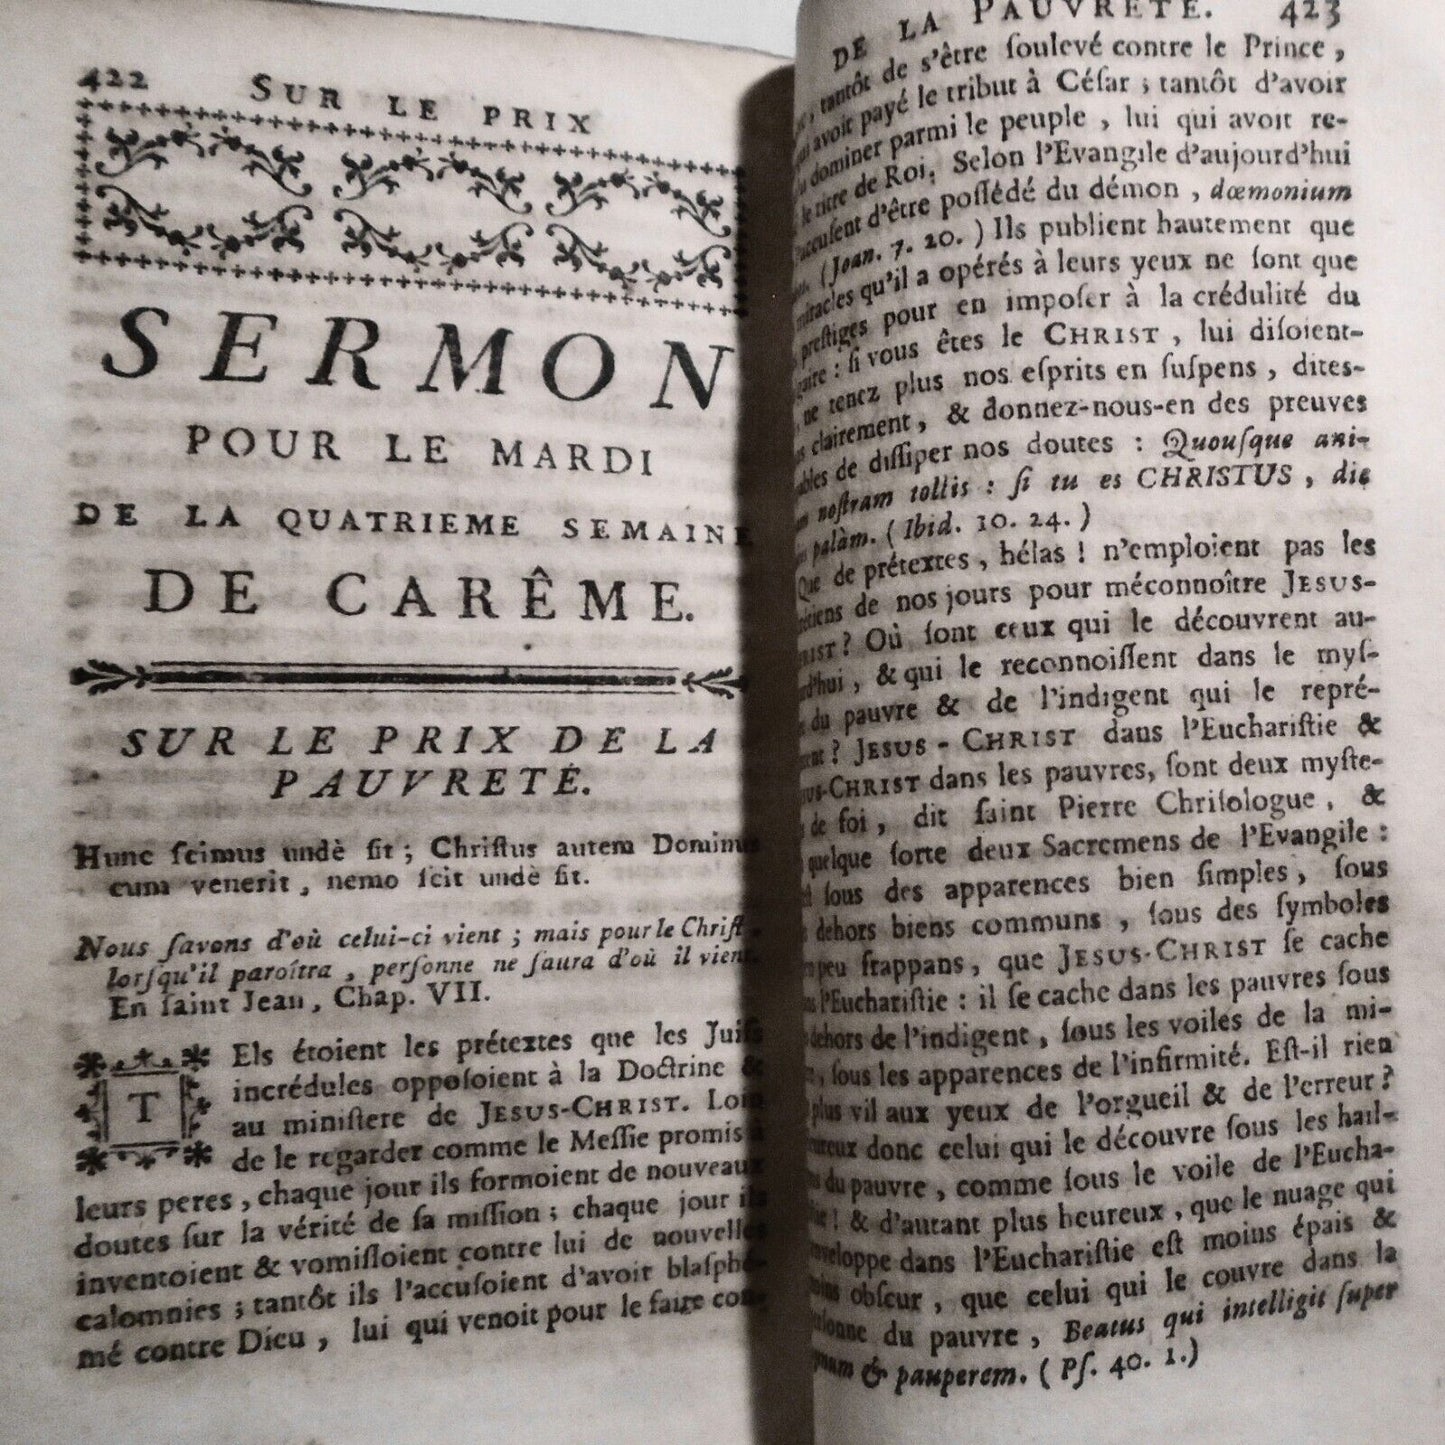 422 SUR LE PRIX
SERMON
POUR LE MARDI
DE LA QUATRIEME SEMAINE
DE CARÊME.
SUR LE PRIX DE LA
PAUVRETÉ.
Hunc ſcimus undè ſit ; Chriſtus autem Dominus
cum venerit , nemo ſcit undè ſit.
Nous ſavons d'où celui-ci vient ; mais pour le Chriſt ,
lorſqu'il paroîtra , perſonne ne ſaura d'où il vient.
En ſaint Jean , Chap. VII.
TEls étoient les prétextes que les Juifs
incrédules oppoſoient à la Doctrine &
au miniſtere de JESUS-CHRIST. Loin
de le regarder comme le Meſſie promis à
leurs peres , chaque jour ils formoient de nouveaux
doutes ſur la vérité de ſa miſſion ; chaque jour ils
inventoient & vomiſſoient contre lui de nouvelles
calomnies ; tantôt ils l'accuſoient d'avoir blaſphê-
mé contre Dieu , lui qui venoit pour le faire con-
DE LA PAUVRETÉ. 423
, tantôt de s'être ſoulevé contre le Prince ,
qui avoit payé le tribut à Céſar ; tantôt d'avoir
dominer parmi le peuple , lui qui avoit re-
le titre de Roi. Selon l'Evangile d'aujourd'hui
l'accuſent d'être poſſédé du démon , dœmonium
(Joan. 7. 20. ) Ils publient hautement que
miracles qu'il a opérés à leurs yeux ne ſont que
preſtiges pour en impoſer à la crédulité du
: ſi vous êtes le CHRIST , lui diſoient-
, ne tenez plus nos eſprits en ſuſpens , dites-
clairement , & donnez-nous-en des preuves
de diſſiper nos doutes : Quouſque ani-
noſtram tollis : ſi tu es CHRISTUS , dic
palàm. ( Ibid. 10. 24. )
Que de prétextes , hélas ! n'emploient pas les
de nos jours pour méconnoître JESUS-
? Où ſont ceux qui le découvrent au-
, & qui le reconnoiſſent dans le myſ-
du pauvre & de l'indigent qui le repré-
? JESUS - CHRIST dans l'Euchariſtie &
CHRIST dans les pauvres, ſont deux myſte-
de foi , dit ſaint Pierre Chriſologue , &
quelque ſorte deux Sacremens de l'Evangile :
ſous des apparences bien ſimples , ſous
dehors biens communs , ſous des ſymboles
peu frappans , que JESUS-CHRIST ſe cache
l'Euchariſtie : il ſe cache dans les pauvres ſous
dehors de l'indigent , ſous les voiles de la mi-
, ſous les apparences de l'infirmité. Eſt-il rien
plus vil aux yeux de l'orgueil & de l'erreur ?
donc celui qui le découvre ſous les hail-
du pauvre , comme ſous le voile de l'Eucha-
! & d'autant plus heureux , que le nuage qui
dans l'Euchariſtie eſt moins épais &
obſcur , que celui qui le couvre dans la
du pauvre , Beatus qui intelligit ſuper
& pauperem. ( Pſ. 40. 1.)